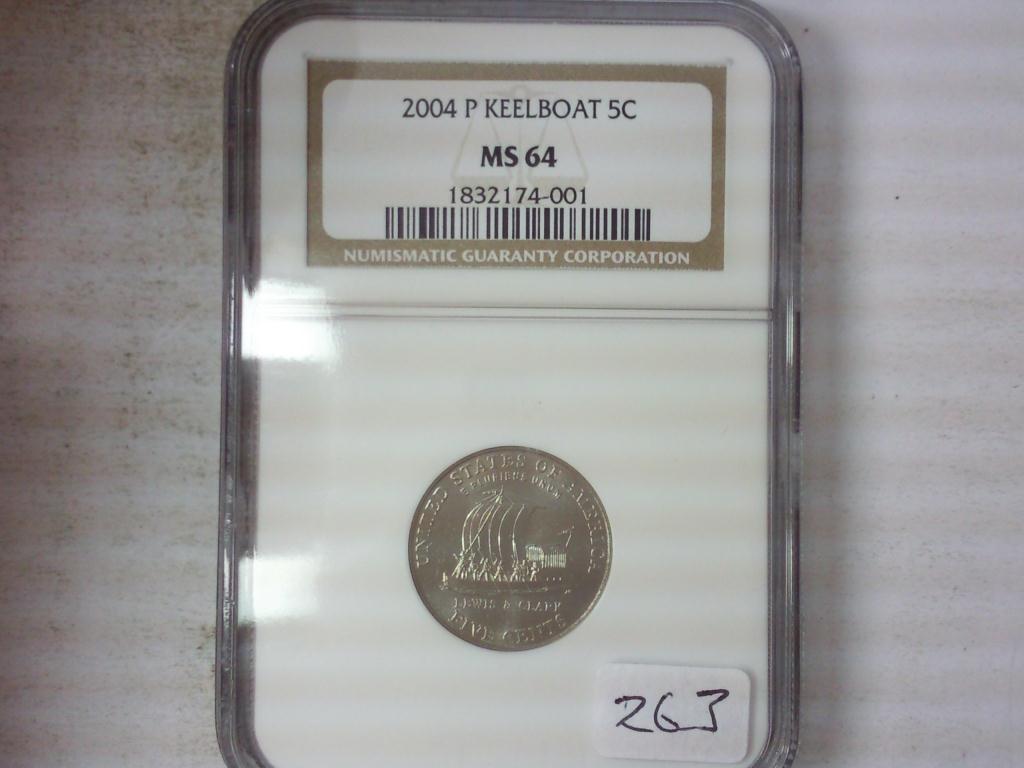 2004 P KEELBOAT 5C
MS 64
1832174-001
NUMISMATIC GUARANTY CORPORATION
UNITED STATES OF AMERICA
E PLURIBUS UNUM
LEWIS & CLARK
FIVE CENTS
263